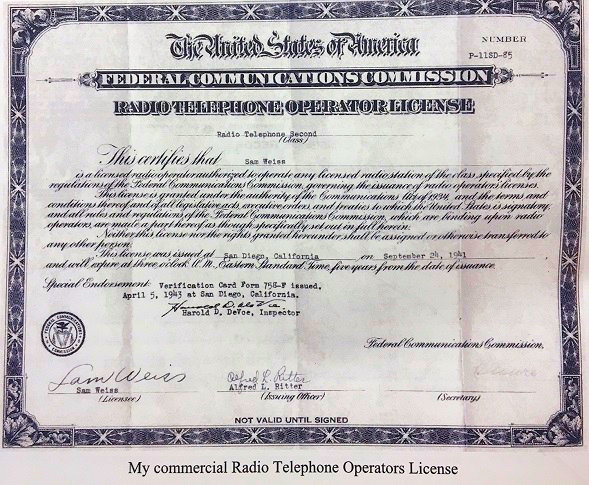 The United States of America
NUMBER
P-11SD-85
FEDERAL COMMUNICATIONS COMMISSION
RADIO TELEPHONE OPERATOR LICENSE
Radio Telephone Second
(Class)
This certifies that Sam Weiss
is a licensed radio operator authorized to operate any licensed radio station of the class specified by the
regulations of the Federal Communications Commission, governing the issuance of radio operators licenses.
This license is granted under the authority of the Communications Act of 1934, and the terms and
conditions thereof and of all legislative acts, executive orders, and treaties to which the United States is signatory,
and all rules and regulations of the Federal Communications Commission, which are binding upon radio
operators, are made a part hereof as though specifically set out in full herein.
Neither this license nor the rights granted hereunder shall be assigned or otherwise transferred to
any other person.
This license was issued at San Diego, California on September 24, 1941
and will expire at three o'clock A. M. Eastern Standard Time, five years from the date of issuance.
Special Endorsement: Verification Card Form 758-F issued.
April 5, 1943 at San Diego, California.
Harold D. DeVoe
Harold D. DeVoe, Inspector
FEDERAL COMMUNICATIONS COMMISSION
Federal Communications Commission,
Sam Weiss
Alfred L. Ritter
Sam Weiss
Alfred L. Ritter
(Licensee)
(Issuing Officer)
(Secretary)
NOT VALID UNTIL SIGNED
My commercial Radio Telephone Operators License